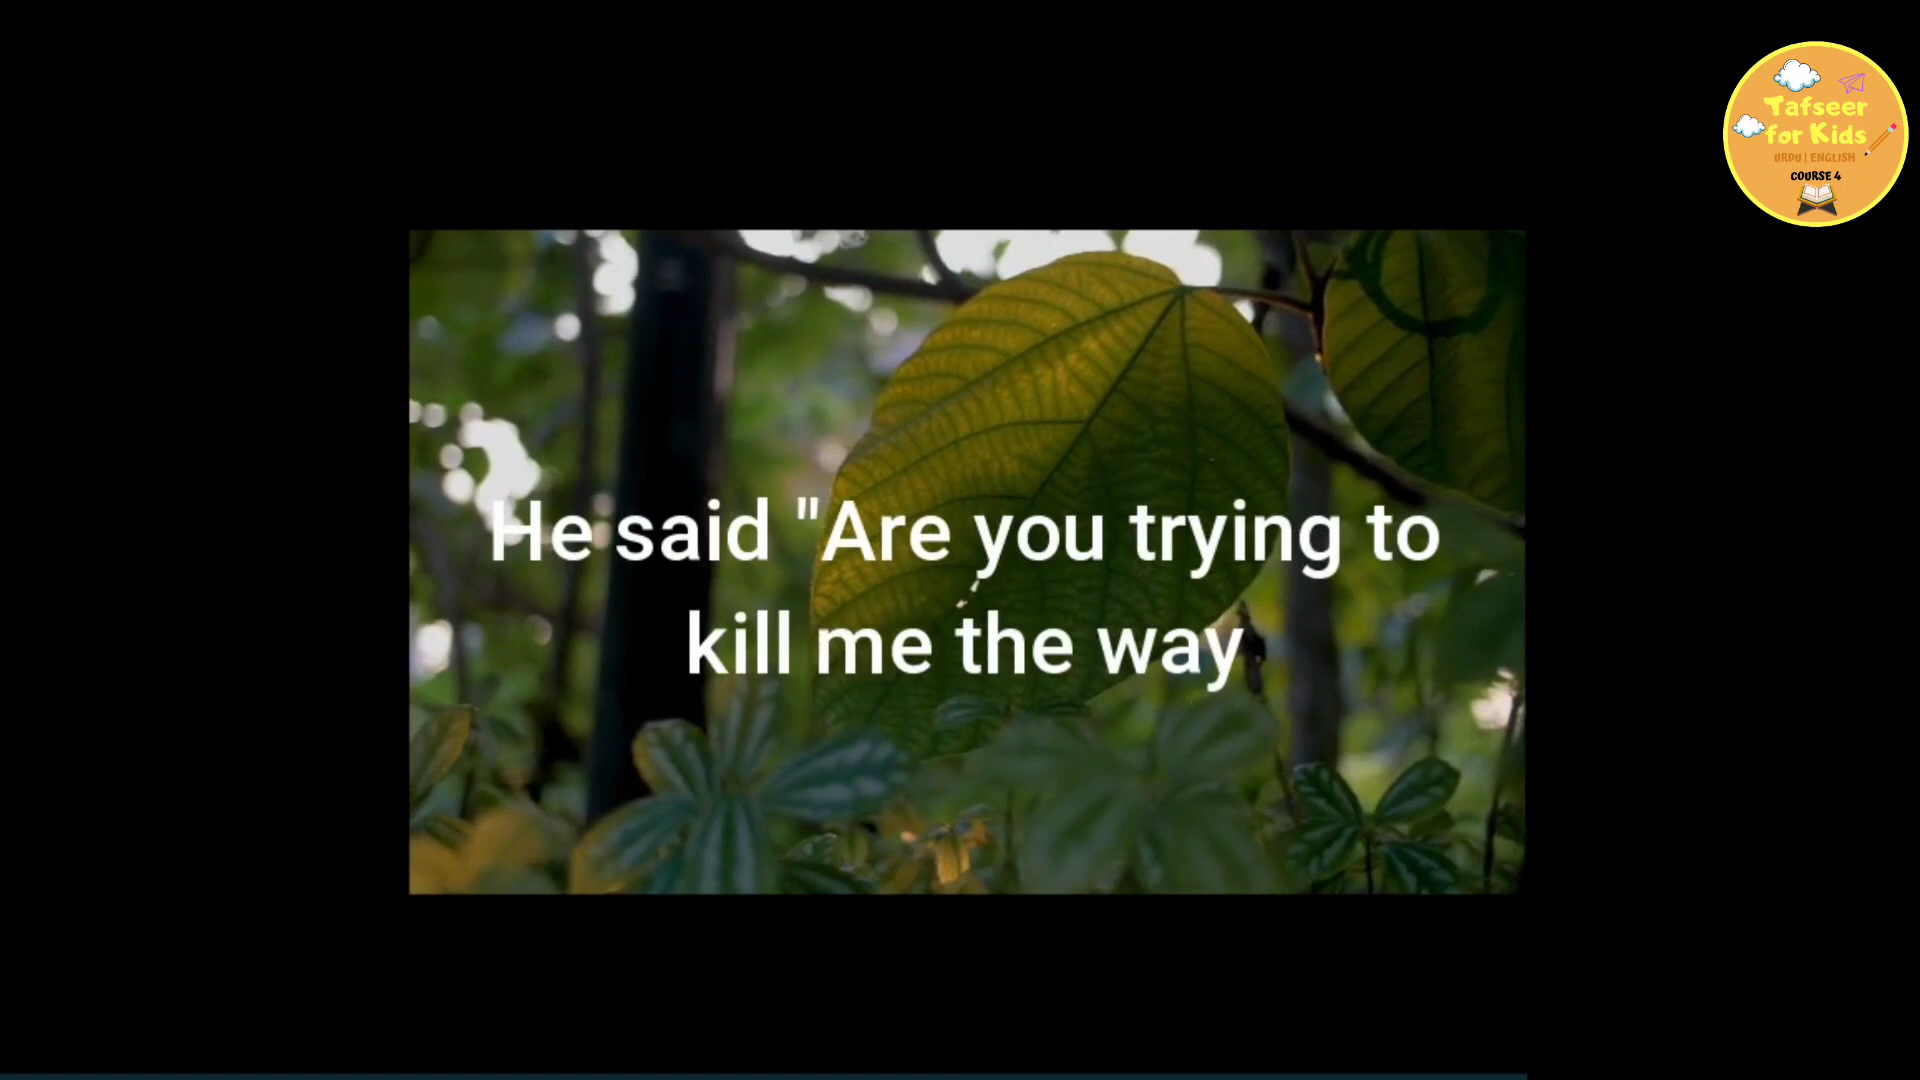 Tafseer
for Kids
URDU | ENGLISH
COURSE 4
He said "Are you trying to
kill me the way